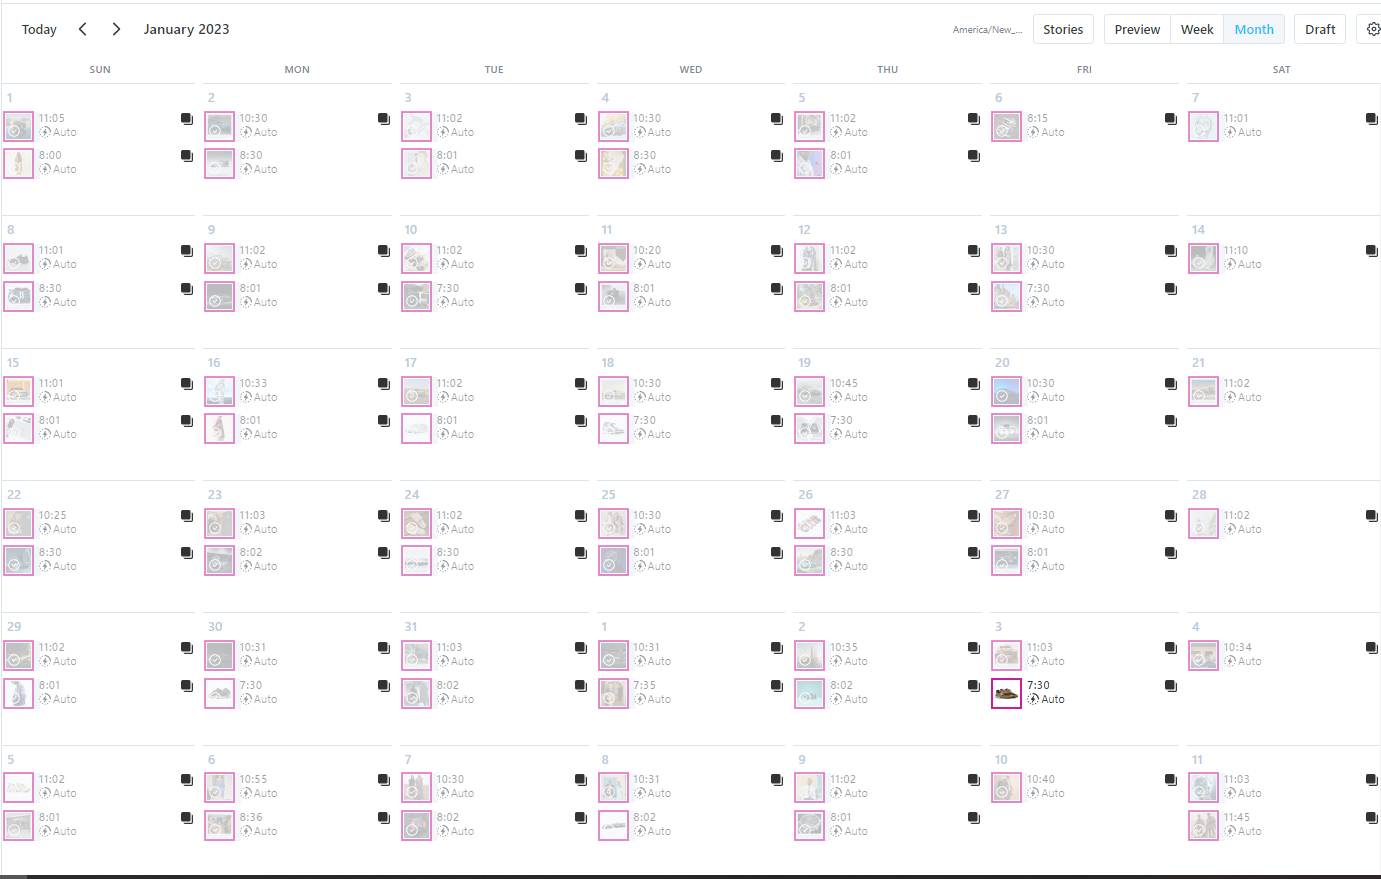 Today January 2023 America/New_... Stories Preview Week Month Draft
SUN MON TUE WED THU FRI SAT
1 2 3 4 5 6 7
11:05 10:30 11:02 10:30 11:02 8:15 11:01
Auto Auto Auto Auto Auto Auto Auto
8:00 8:30 8:01 8:30 8:01
Auto Auto Auto Auto Auto
8 9 10 11 12 13 14
11:01 11:02 11:02 10:20 11:02 10:30 11:10
Auto Auto Auto Auto Auto Auto Auto
8:30 8:01 7:30 8:01 8:01 7:30
Auto Auto Auto Auto Auto Auto
15 16 17 18 19 20 21
11:01 10:33 11:02 10:30 10:45 10:30 11:02
Auto Auto Auto Auto Auto Auto Auto
8:01 8:01 8:01 7:30 7:30 8:01
Auto Auto Auto Auto Auto Auto
22 23 24 25 26 27 28
10:25 11:03 11:02 10:30 11:03 10:30 11:02
Auto Auto Auto Auto Auto Auto Auto
8:30 8:02 8:30 8:01 8:30 8:01
Auto Auto Auto Auto Auto Auto
29 30 31 1 2 3 4
11:02 10:31 11:03 10:31 10:35 11:03 10:34
Auto Auto Auto Auto Auto Auto Auto
8:01 7:30 8:02 7:35 8:02 7:30
Auto Auto Auto Auto Auto Auto
5 6 7 8 9 10 11
11:02 10:55 10:30 10:31 11:02 10:40 11:03
Auto Auto Auto Auto Auto Auto Auto
8:01 8:36 8:02 8:02 8:01 11:45
Auto Auto Auto Auto Auto Auto